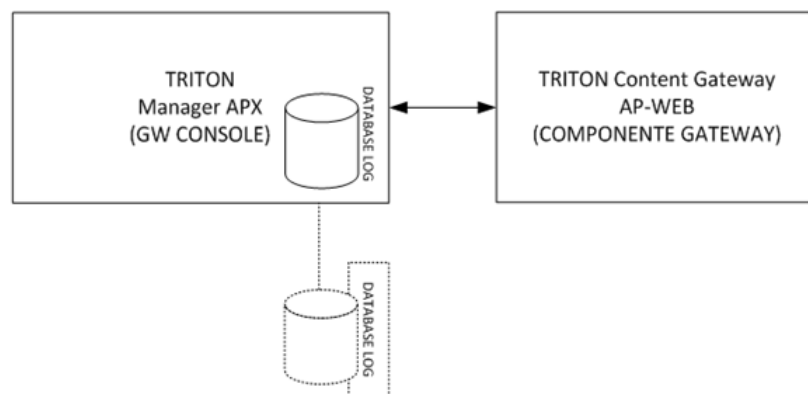 TRITON
Manager APX
(GW CONSOLE)
DATABASE LOG
TRITON Content Gateway
AP-WEB
(COMPONENTE GATEWAY)
DATABASE LOG